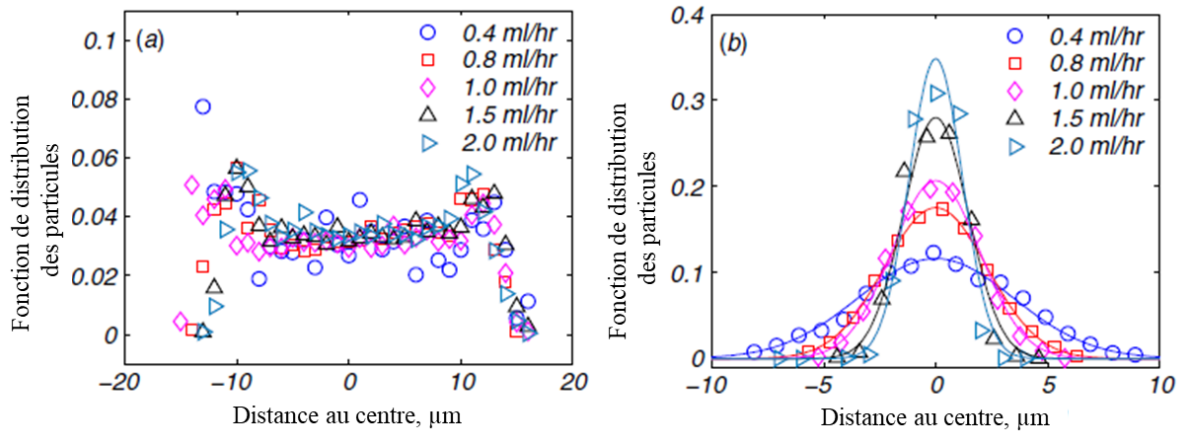 Fonction de distribution
des particules
0.1
0.08
0.06
0.04
0.02
0
(a)
0.4 ml/hr
0.8 ml/hr
1.0 ml/hr
1.5 ml/hr
2.0 ml/hr
−20
−10
0
10
20
Distance au centre, µm
Fonction de distribution
des particules
0.4
0.3
0.2
0.1
0
(b)
0.4 ml/hr
0.8 ml/hr
1.0 ml/hr
1.5 ml/hr
2.0 ml/hr
−10
−5
0
5
10
Distance au centre, µm